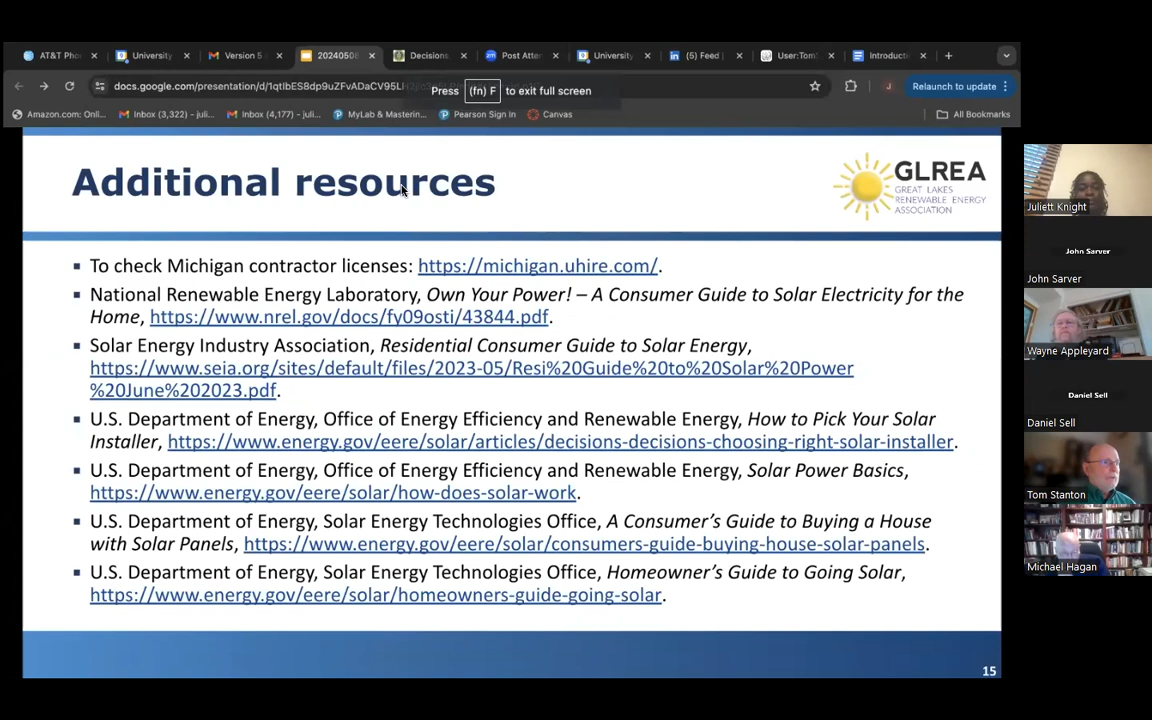 AT&T Pho
University
Version 5
2024050
Decisions
Post Atten
University
(5) Feed
User:Tom
Introducti
docs.google.com/presentation/d/1qtIbES8dp9uZFvADaCV95L
Press (fn) F to exit full screen
J
Relaunch to update
Amazon.com: Onl...
Inbox (3,322) – juli...
Inbox (4,177) – juli...
MyLab & Masterin...
Pearson Sign In
Canvas
All Bookmarks
Additional resources
GLREA
GREAT LAKES
RENEWABLE ENERGY
ASSOCIATION
▪ To check Michigan contractor licenses: https://michigan.uhire.com/.
▪ National Renewable Energy Laboratory, Own Your Power! – A Consumer Guide to Solar Electricity for the
Home, https://www.nrel.gov/docs/fy09osti/43844.pdf.
▪ Solar Energy Industry Association, Residential Consumer Guide to Solar Energy,
https://www.seia.org/sites/default/files/2023-05/Resi%20Guide%20to%20Solar%20Power
%20June%202023.pdf.
▪ U.S. Department of Energy, Office of Energy Efficiency and Renewable Energy, How to Pick Your Solar
Installer, https://www.energy.gov/eere/solar/articles/decisions-decisions-choosing-right-solar-installer.
▪ U.S. Department of Energy, Office of Energy Efficiency and Renewable Energy, Solar Power Basics,
https://www.energy.gov/eere/solar/how-does-solar-work.
▪ U.S. Department of Energy, Solar Energy Technologies Office, A Consumer's Guide to Buying a House
with Solar Panels, https://www.energy.gov/eere/solar/consumers-guide-buying-house-solar-panels.
▪ U.S. Department of Energy, Solar Energy Technologies Office, Homeowner's Guide to Going Solar,
https://www.energy.gov/eere/solar/homeowners-guide-going-solar.
15
Juliett Knight
John Sarver
John Sarver
Wayne Appleyard
Daniel Sell
Daniel Sell
Tom Stanton
Michael Hagan